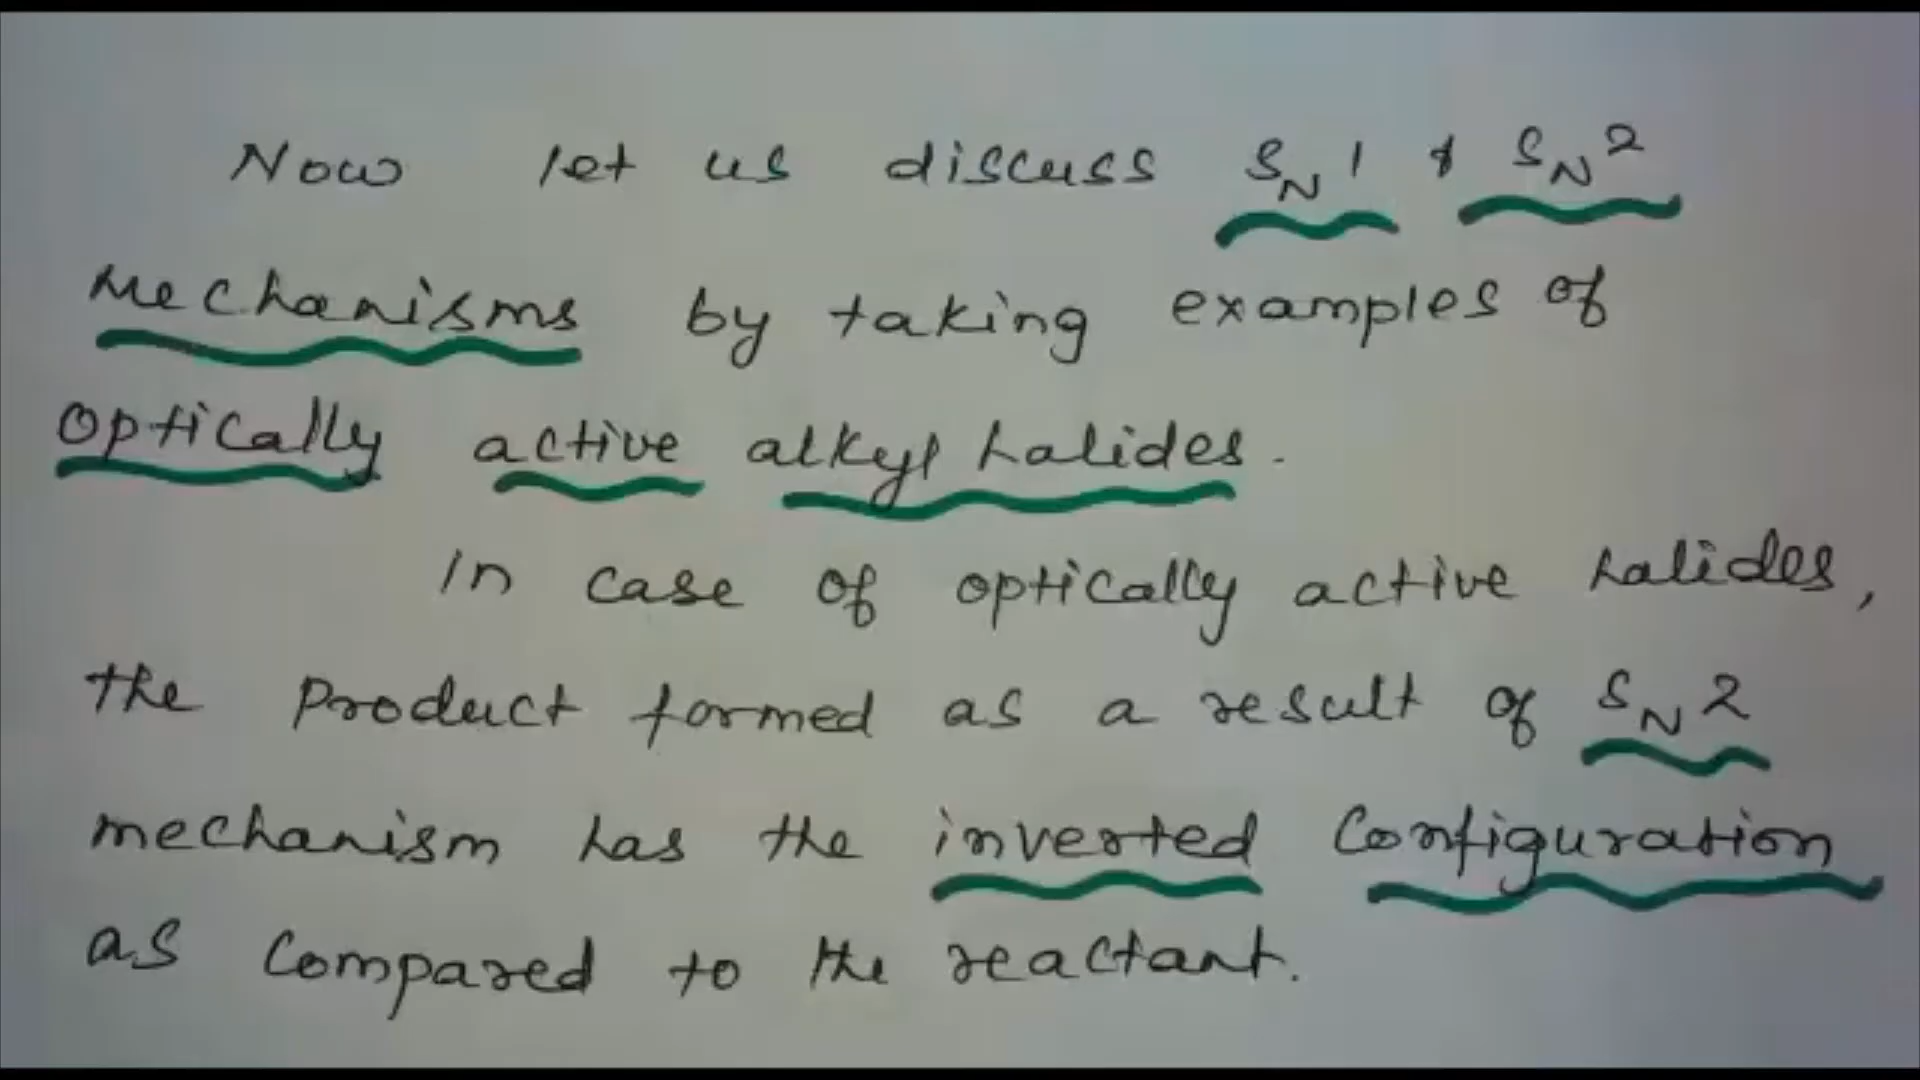 Now let us discuss SN1 & SN2
Mechanisms by taking examples of
optically active alkyl halides.
in case of optically active halides,
the product formed as a result of SN2
mechanism has the inverted Configuration
as Compared to the reactant.